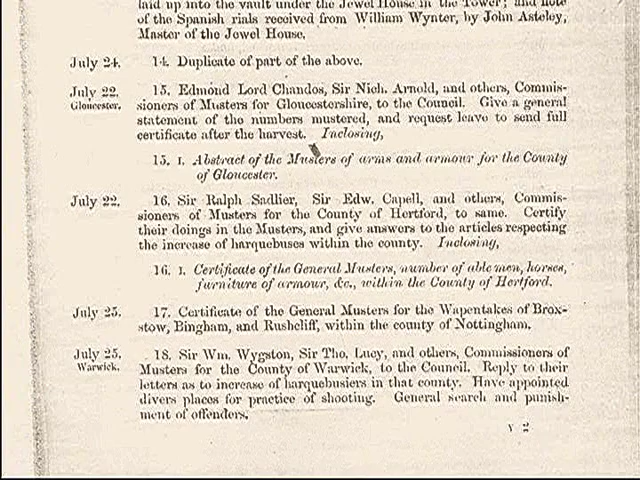 laid up into the vault under the Jewel House in the Tower; and note
of the Spanish rials received from William Wynter, by John Asteley,
Master of the Jewel House.
July 24. 14. Duplicate of part of the above.
July 22. 15. Edmond Lord Chandos, Sir Nich. Arnold, and others, Commis-
Gloucester. sioners of Musters for Gloucestershire, to the Council. Give a general
statement of the numbers mustered, and request leave to send full
certificate after the harvest. Inclosing,
15. I. Abstract of the Musters of arms and armour for the County
of Gloucester.
July 22. 16. Sir Ralph Sadlier, Sir Edw. Capell, and others, Commis-
sioners of Musters for the County of Hertford, to same. Certify
their doings in the Musters, and give answers to the articles respecting
the increase of harquebuses within the county. Inclosing,
16. I. Certificate of the General Musters, number of able men, horses,
furniture of armour, &c., within the County of Hertford.
July 25. 17. Certificate of the General Musters for the Wapentakes of Brox-
stow, Bingham, and Rushcliff, within the county of Nottingham.
July 25. 18. Sir Wm. Wygston, Sir Tho. Lucy, and others, Commissioners of
Warwick. Musters for the County of Warwick, to the Council. Reply to their
letters as to increase of harquebusiers in that county. Have appointed
divers places for practice of shooting. General search and punish-
ment of offenders.
Y 2